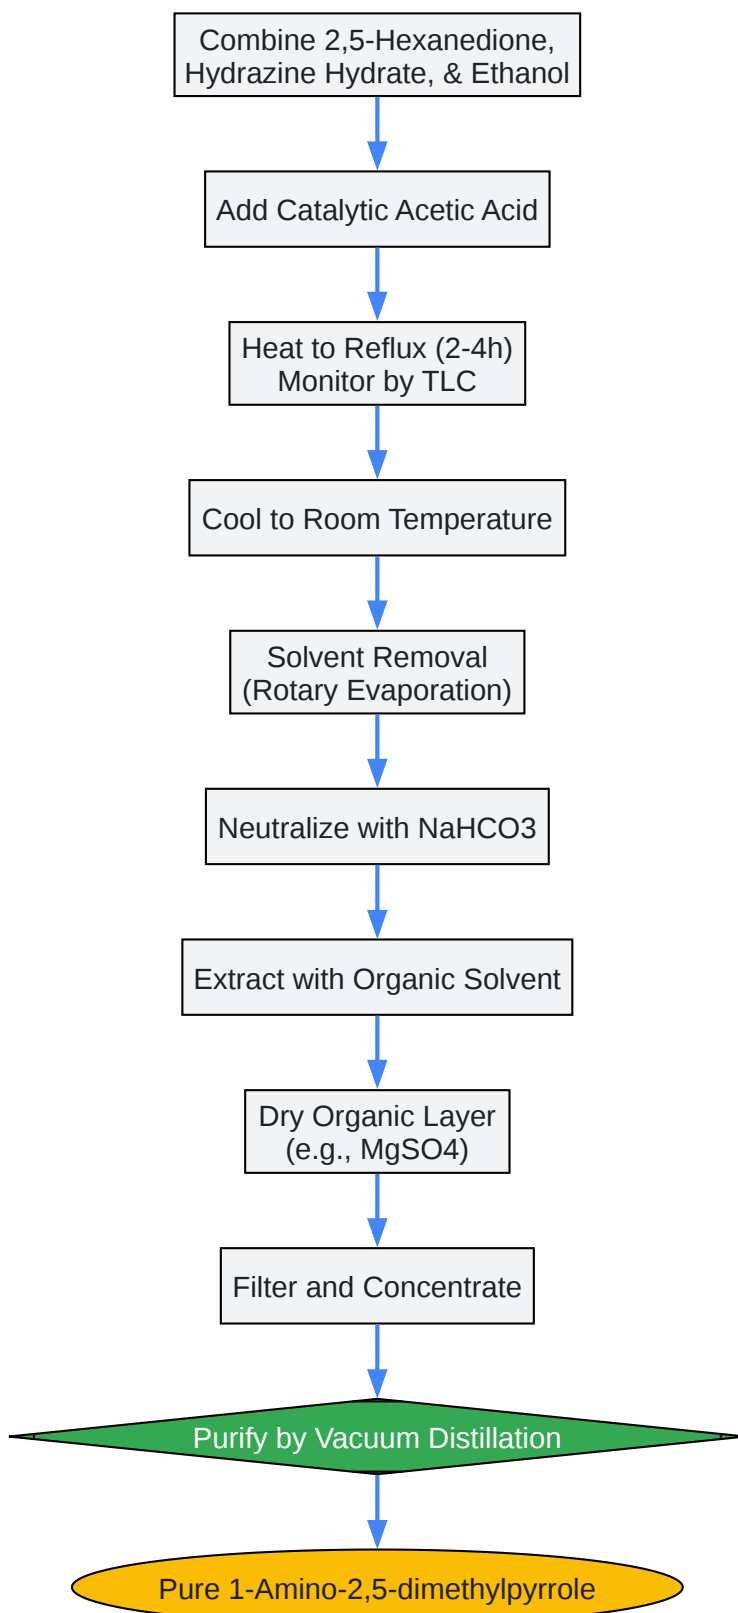 Combine 2,5-Hexanedione,
Hydrazine Hydrate, & Ethanol
Add Catalytic Acetic Acid
Heat to Reflux (2-4h)
Monitor by TLC
Cool to Room Temperature
Solvent Removal
(Rotary Evaporation)
Neutralize with NaHCO3
Extract with Organic Solvent
Dry Organic Layer
(e.g., MgSO4)
Filter and Concentrate
Purify by Vacuum Distillation
Pure 1-Amino-2,5-dimethylpyrrole